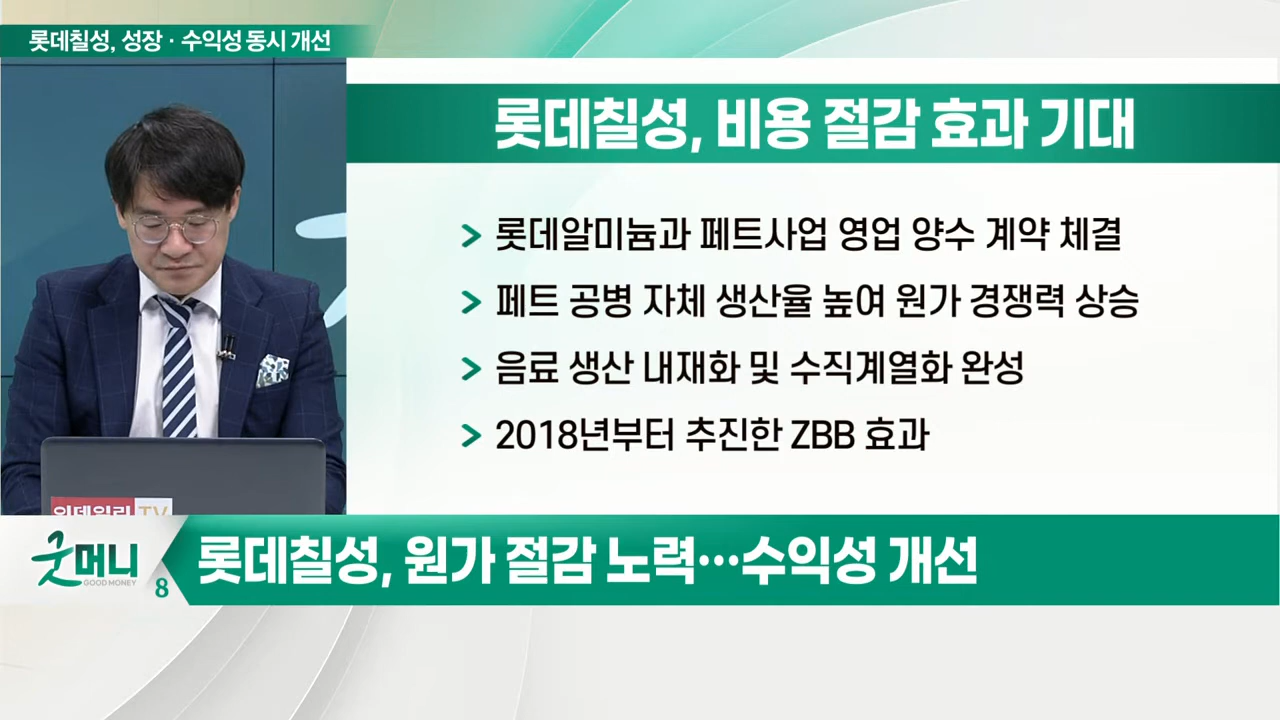 롯데칠성, 성장·수익성 동시 개선
롯데칠성, 비용 절감 효과 기대
> 롯데알미늄과 페트사업 영업 양수 계약 체결
> 페트 공병 자체 생산율 높여 원가 경쟁력 상승
> 음료 생산 내재화 및 수직계열화 완성
> 2018년부터 추진한 ZBB 효과
이데일리 TV
굿머니
GOOD MONEY
8
롯데칠성, 원가 절감 노력…수익성 개선